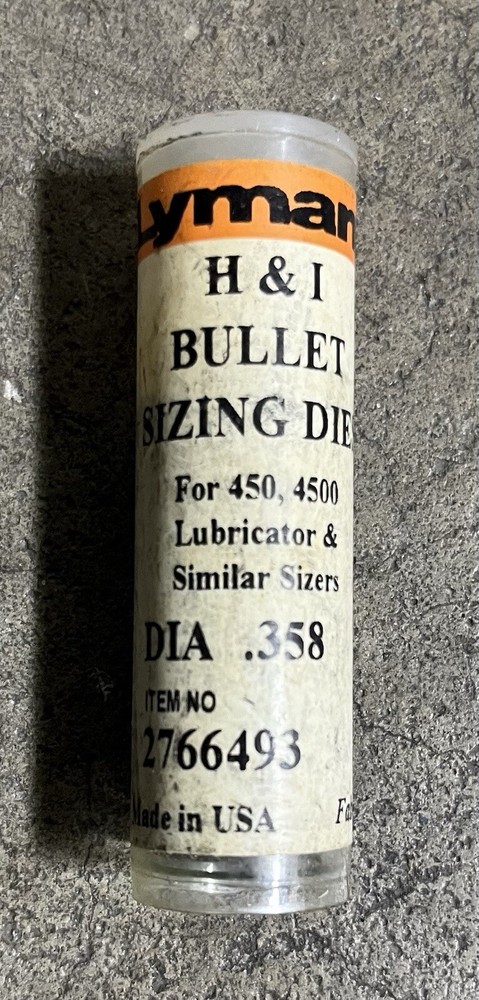 Lyman
H & I
BULLET
SIZING DIE
For 450, 4500
Lubricator &
Similar Sizers
DIA .358
ITEM NO
2766493
Made in USA